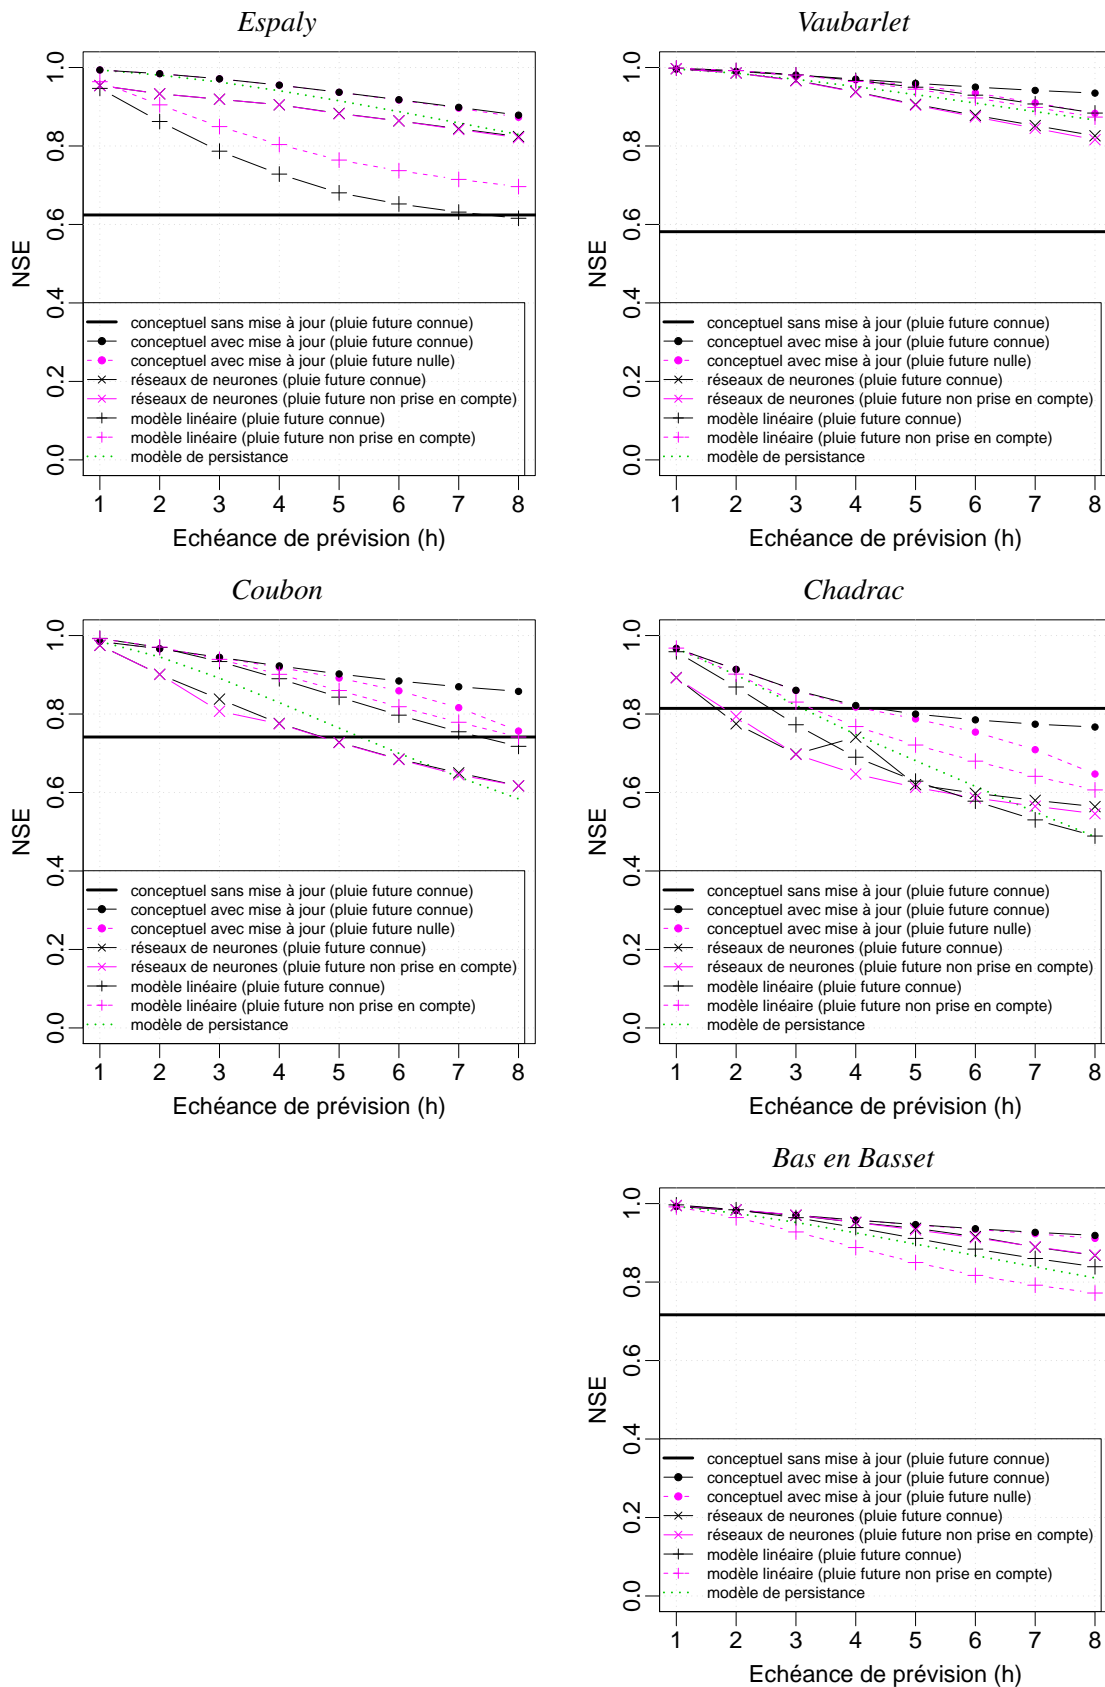 Espaly
NSE
0.0 0.2 0.4 0.6 0.8 1.0
conceptuel sans mise à jour (pluie future connue)
conceptuel avec mise à jour (pluie future connue)
conceptuel avec mise à jour (pluie future nulle)
réseaux de neurones (pluie future connue)
réseaux de neurones (pluie future non prise en compte)
modèle linéaire (pluie future connue)
modèle linéaire (pluie future non prise en compte)
modèle de persistance
1 2 3 4 5 6 7 8
Echéance de prévision (h)
Vaubarlet
NSE
0.0 0.2 0.4 0.6 0.8 1.0
conceptuel sans mise à jour (pluie future connue)
conceptuel avec mise à jour (pluie future connue)
conceptuel avec mise à jour (pluie future nulle)
réseaux de neurones (pluie future connue)
réseaux de neurones (pluie future non prise en compte)
modèle linéaire (pluie future connue)
modèle linéaire (pluie future non prise en compte)
modèle de persistance
1 2 3 4 5 6 7 8
Echéance de prévision (h)
Coubon
NSE
0.0 0.2 0.4 0.6 0.8 1.0
conceptuel sans mise à jour (pluie future connue)
conceptuel avec mise à jour (pluie future connue)
conceptuel avec mise à jour (pluie future nulle)
réseaux de neurones (pluie future connue)
réseaux de neurones (pluie future non prise en compte)
modèle linéaire (pluie future connue)
modèle linéaire (pluie future non prise en compte)
modèle de persistance
1 2 3 4 5 6 7 8
Echéance de prévision (h)
Chadrac
NSE
0.0 0.2 0.4 0.6 0.8 1.0
conceptuel sans mise à jour (pluie future connue)
conceptuel avec mise à jour (pluie future connue)
conceptuel avec mise à jour (pluie future nulle)
réseaux de neurones (pluie future connue)
réseaux de neurones (pluie future non prise en compte)
modèle linéaire (pluie future connue)
modèle linéaire (pluie future non prise en compte)
modèle de persistance
1 2 3 4 5 6 7 8
Echéance de prévision (h)
Bas en Basset
NSE
0.0 0.2 0.4 0.6 0.8 1.0
conceptuel sans mise à jour (pluie future connue)
conceptuel avec mise à jour (pluie future connue)
conceptuel avec mise à jour (pluie future nulle)
réseaux de neurones (pluie future connue)
réseaux de neurones (pluie future non prise en compte)
modèle linéaire (pluie future connue)
modèle linéaire (pluie future non prise en compte)
modèle de persistance
1 2 3 4 5 6 7 8
Echéance de prévision (h)